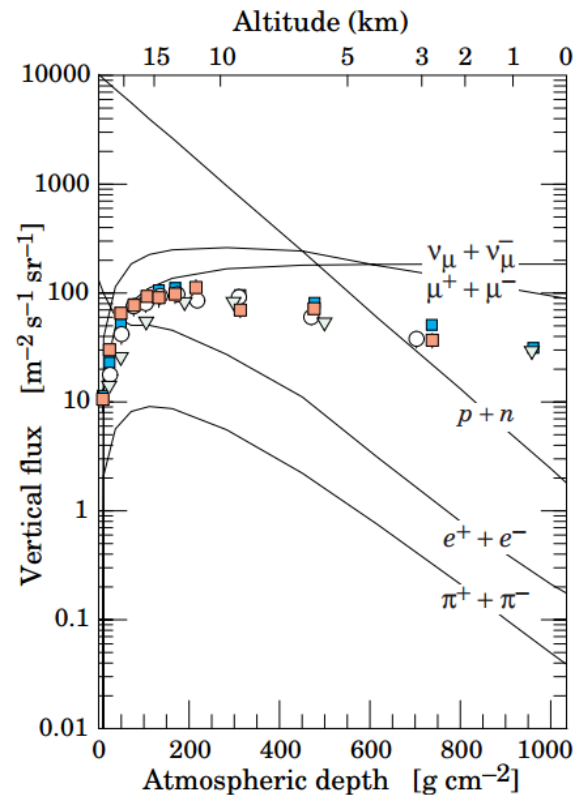 Altitude (km)
15 10 5 3 2 1 0
10000
1000
100
10
1
0.1
0.01
Vertical flux [m⁻² s⁻¹ sr⁻¹]
νμ + ν̄μ
μ⁺ + μ⁻
p + n
e⁺ + e⁻
π⁺ + π⁻
0 200 400 600 800 1000
Atmospheric depth [g cm⁻²]